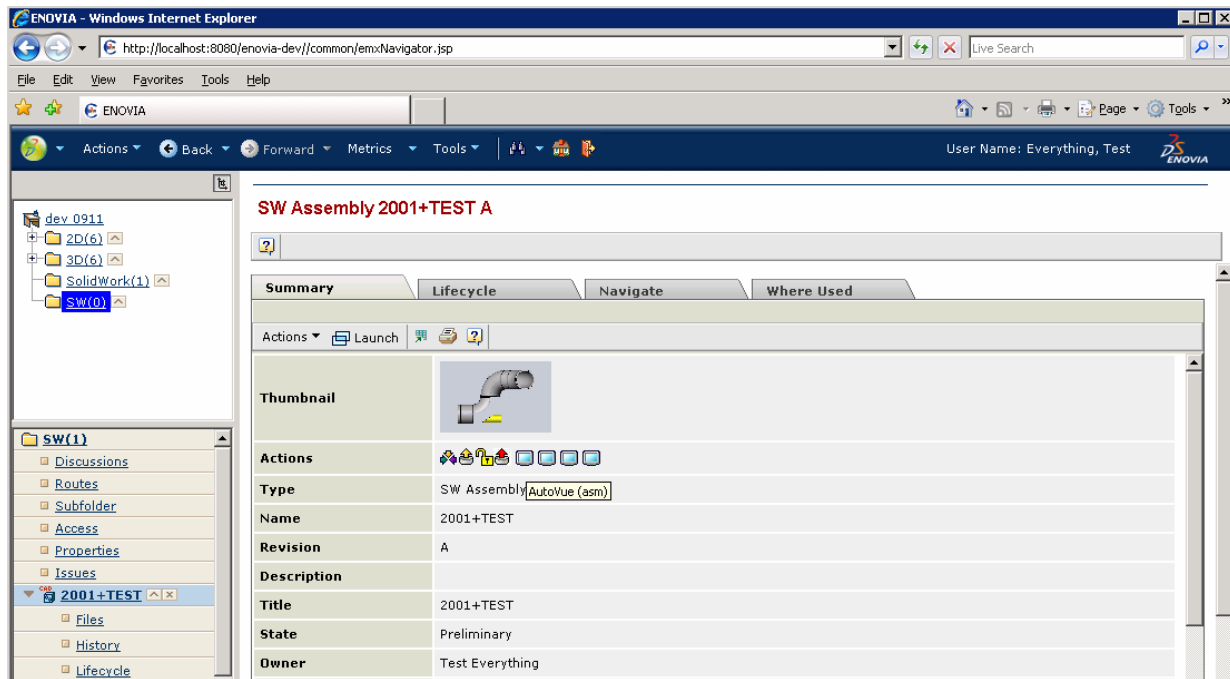 ENOVIA - Windows Internet Explorer
http://localhost:8080/enovia-dev//common/emxNavigator.jsp
Live Search
File Edit View Favorites Tools Help
ENOVIA
Page Tools »
Actions Back Forward Metrics Tools
User Name: Everything, Test
ENOVIA
dev 0911
2D(6)
3D(6)
SolidWork(1)
SW(0)
SW(1)
Discussions
Routes
Subfolder
Access
Properties
Issues
CAD
2001+TEST
Files
History
Lifecycle
SW Assembly 2001+TEST A
Summary Lifecycle Navigate Where Used
Actions Launch
Thumbnail
Actions
Type SW Assembly
AutoVue (asm)
Name 2001+TEST
Revision A
Description
Title 2001+TEST
State Preliminary
Owner Test Everything